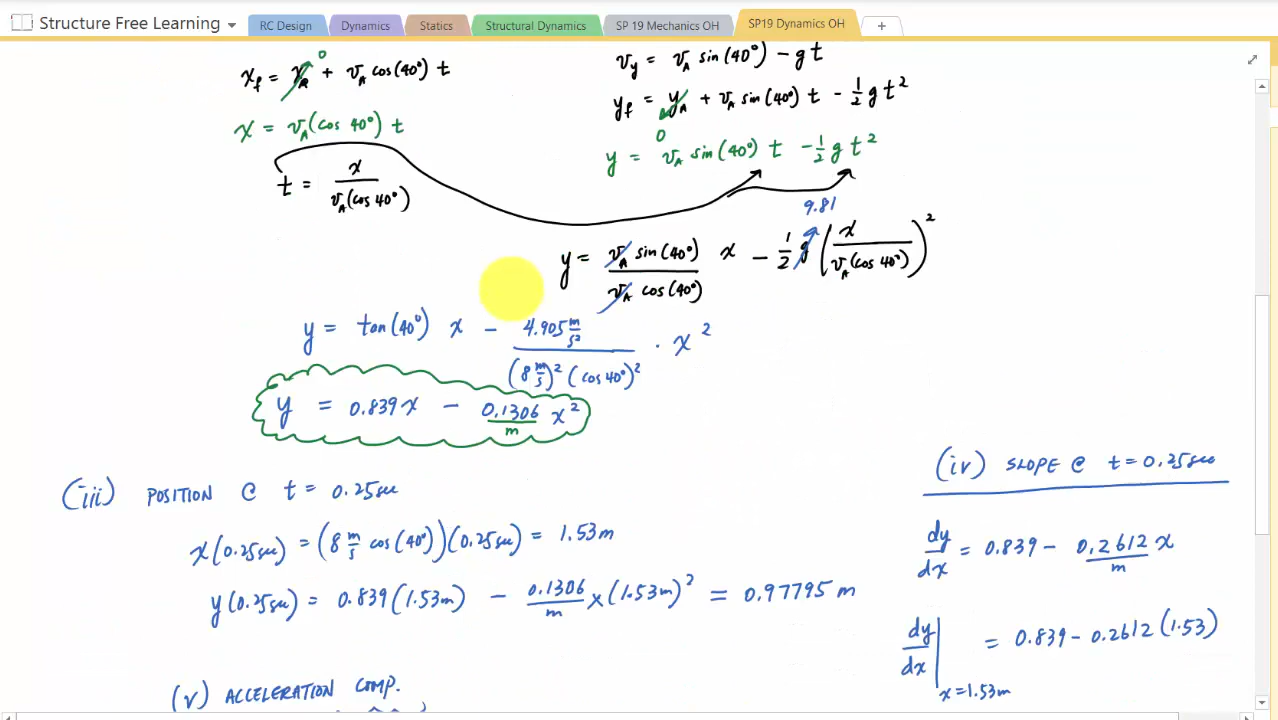 Structure Free Learning
RC Design Dynamics Statics Structural Dynamics SP 19 Mechanics OH SP19 Dynamics OH +
x_f = x_A + v_A cos(40°) t
0
x = v_A(cos 40°) t
t = x / v_A(cos 40°)
v_y = v_A sin(40°) - gt
y_f = y_A + v_A sin(40°) t - 1/2 g t²
0
y = v_A sin(40°) t - 1/2 g t²
9.81
y = v_A sin(40°) / v_A cos(40°) x - 1/2 g (x / v_A(cos 40°))²
y = tan(40°) x - 4.905 m/s² / (8 m/s)² (cos 40°)² · x²
y = 0.839x - 0.1306/m x²
(iii) POSITION @ t = 0.25sec
x(0.25sec) = (8 m/s cos(40°))(0.25sec) = 1.53m
y(0.25sec) = 0.839(1.53m) - 0.1306/m x(1.53m)² = 0.97795 m
(iv) SLOPE @ t = 0.25sec
dy/dx = 0.839 - 0.2612/m x
dy/dx | x=1.53m = 0.839 - 0.2612(1.53)
(v) ACCELERATION COMP.